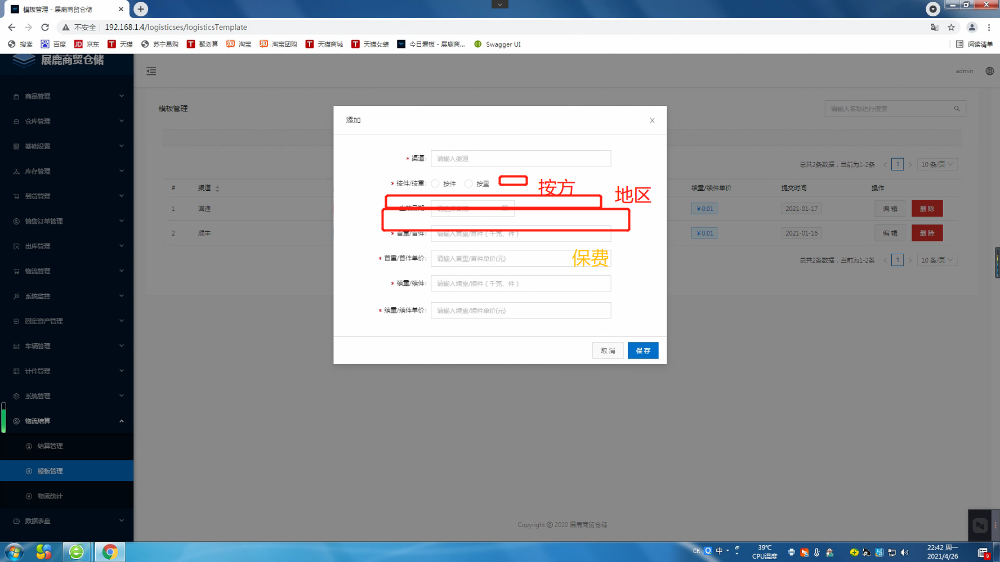 模板管理 - 展鹿商贸仓储
不安全 192.168.1.4/logisticses/logisticsTemplate
搜索 百度 京东 天猫 苏宁易购 聚划算 淘宝 淘宝团购 天猫商城 天猫女装 今日看板 - 展鹿商... Swagger UI 阅读清单
展鹿商贸仓储
admin
商品管理
仓库管理
基础设置
库存管理
到货管理
销售订单管理
出库管理
物流管理
系统监控
固定资产管理
车辆管理
计件管理
系统管理
物流结算
结算管理
模板管理
物流统计
数据表盘
模板管理
请输入名称进行搜索
总共2条数据，当前为1-2条 < 1 > 10 条/页
# 渠道 续重/续件单价 提交时间 操作
1 圆通 ¥ 0.01 2021-01-17 编 辑 删 除
2 顺丰 ¥ 0.01 2021-01-16 编 辑 删 除
总共2条数据，当前为1-2条 < 1 > 10 条/页
添加
* 渠道: 请输入渠道
* 按件/按重: 按件 按重
按方
地区
生效日期: 请选择日期
* 首重/首件: 请输入首重/首件（千克、件）
* 首重/首件单价: 请输入首重/首件单价(元)
保费
* 续重/续件: 请输入续重/续件（千克、件）
* 续重/续件单价: 请输入续重/续件单价(元)
取 消 保 存
Copyright © 2020 展鹿商贸仓储
CH 中
39℃
CPU温度
22:42 周一
2021/4/26
9